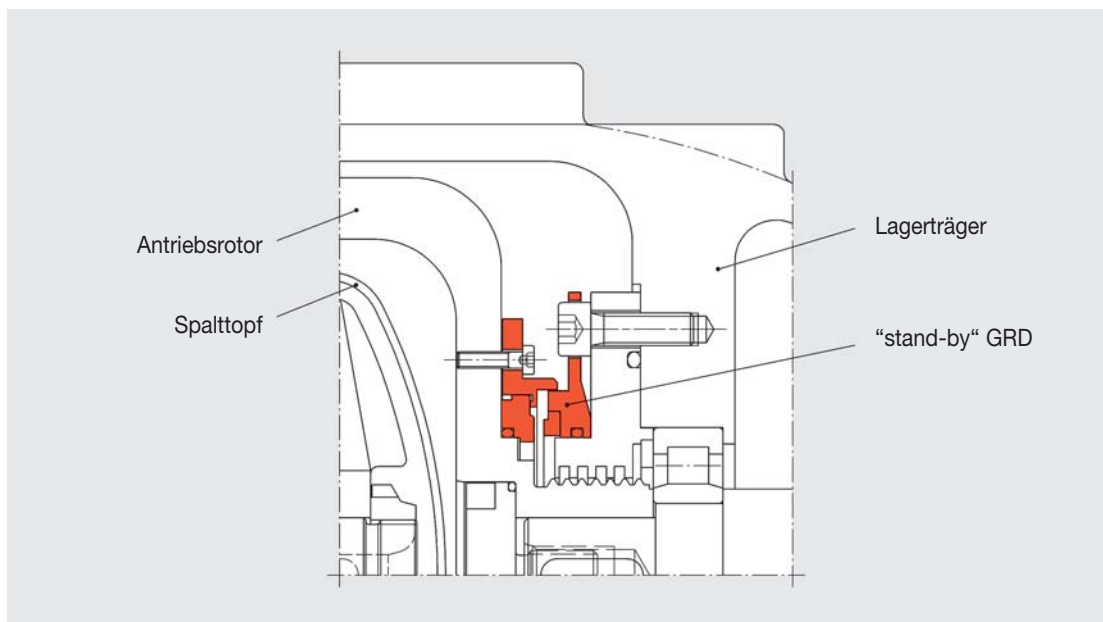 Antriebsrotor
Spalttopf
Lagerträger
“stand-by“ GRD